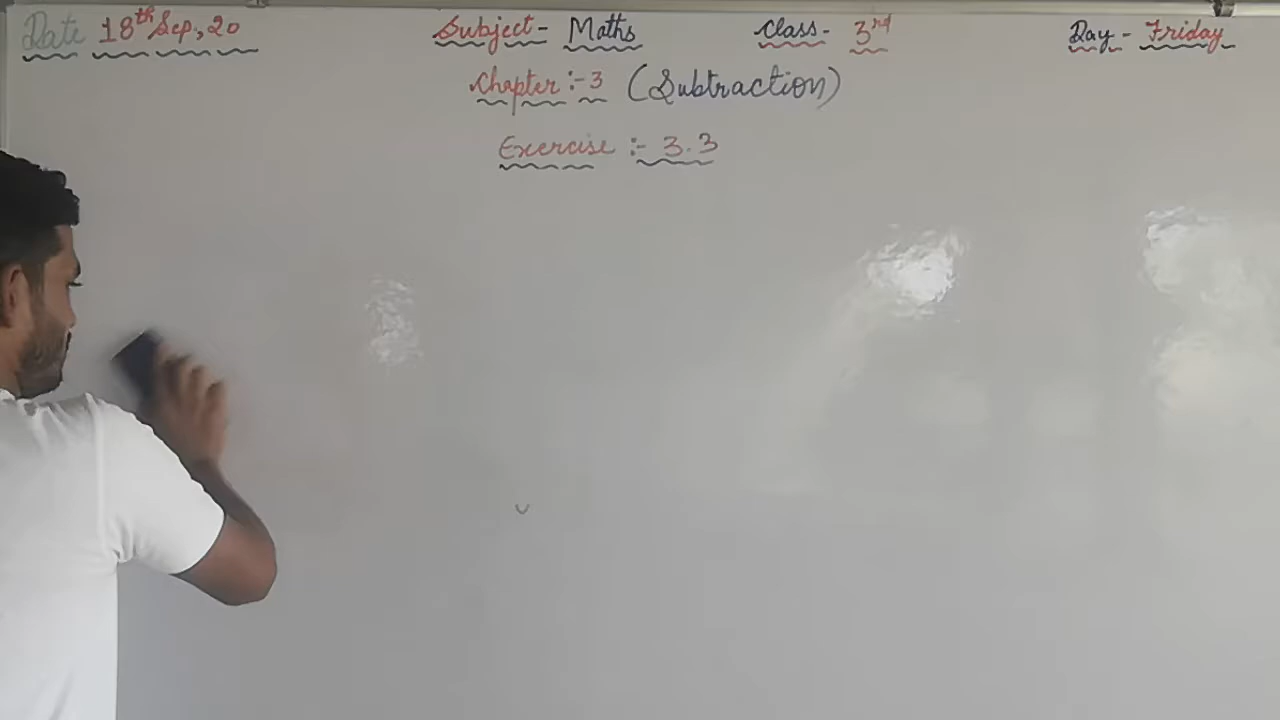 Date 18th Sep, 20 Subject- Maths Class- 3rd Day- Friday
Chapter :- 3 (Subtraction)
Exercise :- 3.3